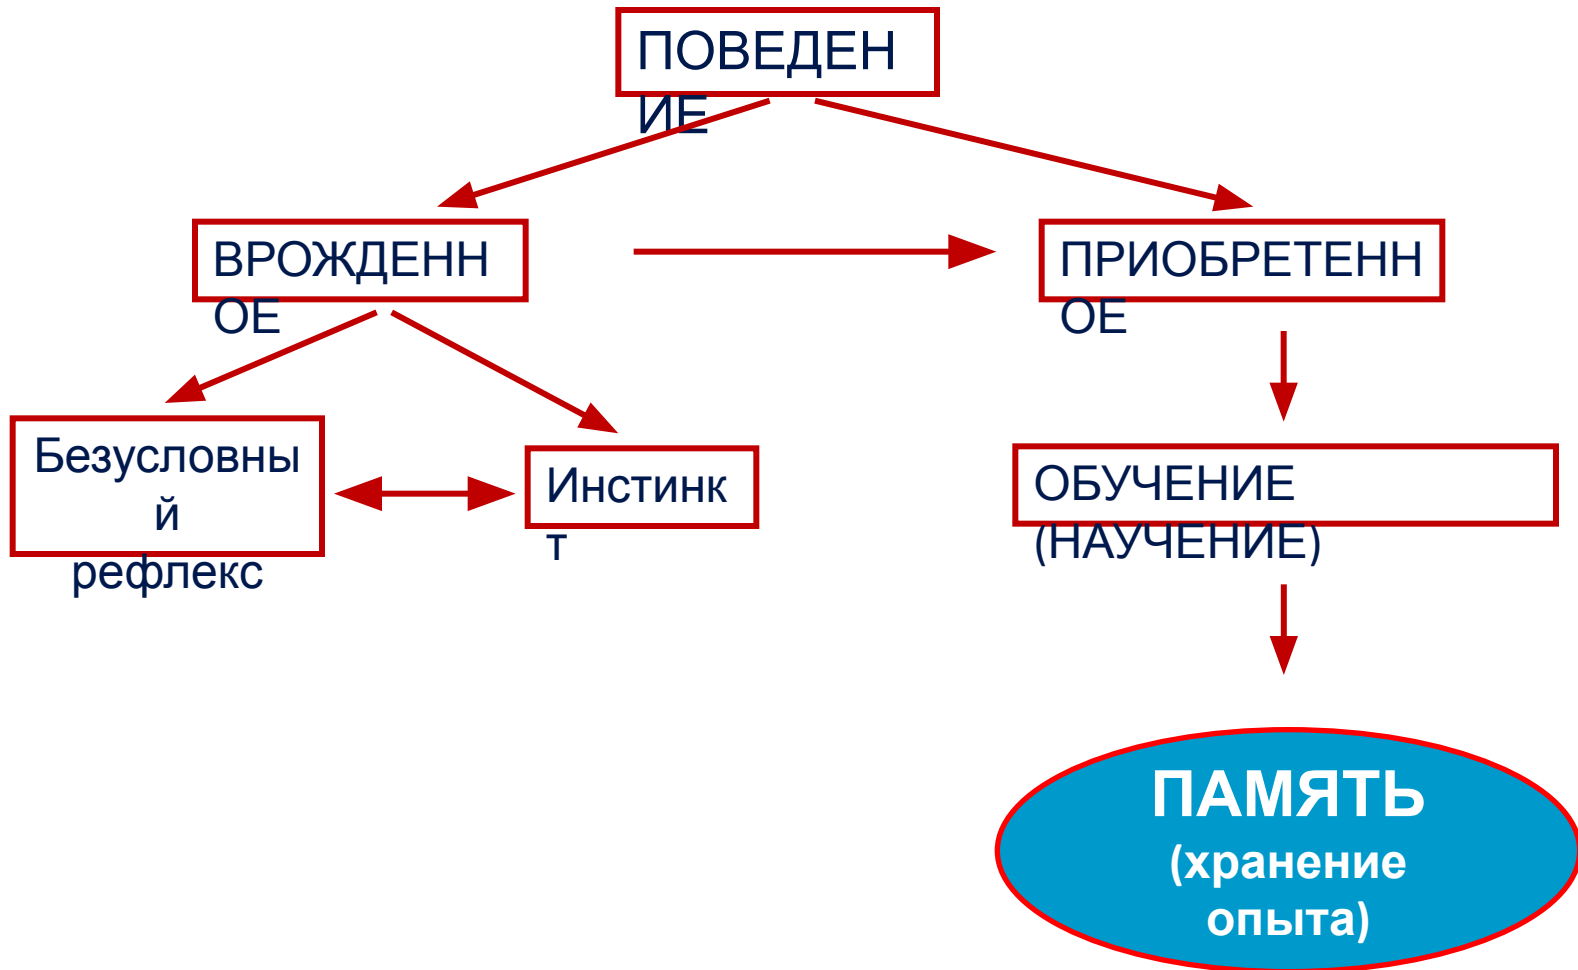 ПОВЕДЕН
ИЕ
ВРОЖДЕНН
ОЕ
ПРИОБРЕТЕНН
ОЕ
Безусловны
й
рефлекс
Инстинк
т
ОБУЧЕНИЕ
(НАУЧЕНИЕ)
ПАМЯТЬ
(хранение
опыта)